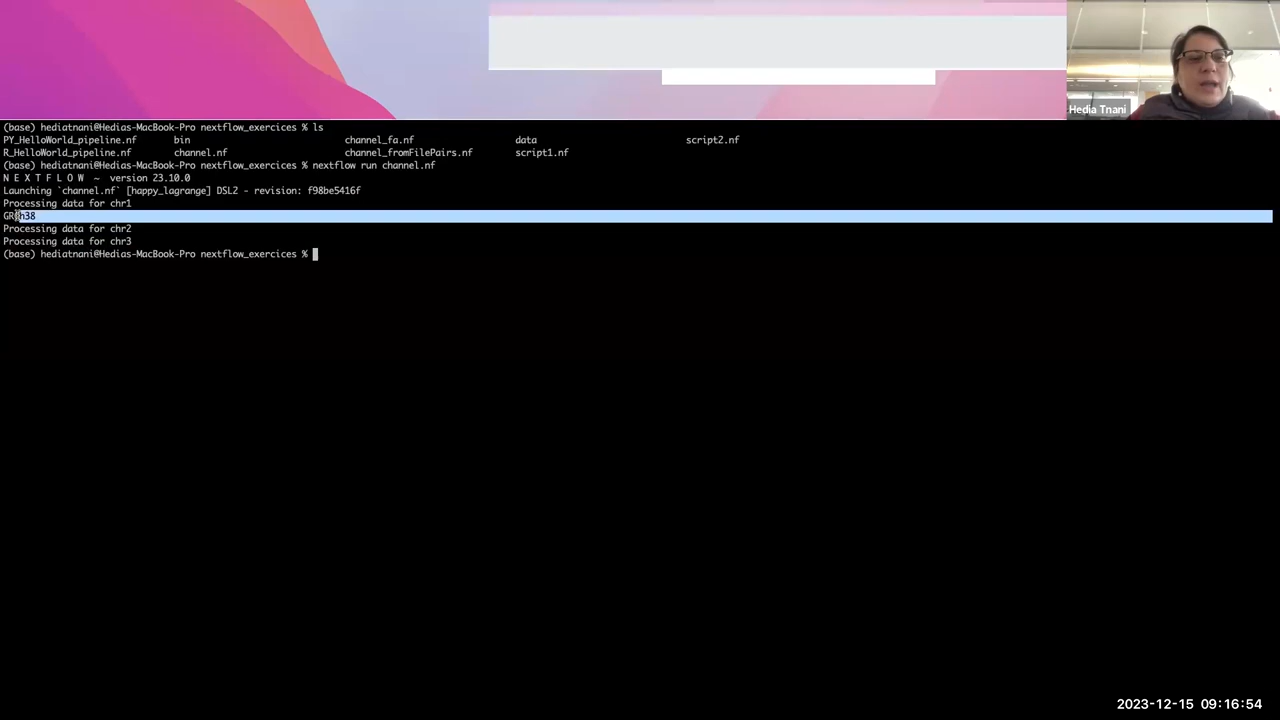 Hedia Tnani
(base) hediatnani@Hedias-MacBook-Pro nextflow_exercices % ls
PY_HelloWorld_pipeline.nf bin channel_fa.nf data script2.nf
R_HelloWorld_pipeline.nf channel.nf channel_fromFilePairs.nf script1.nf
(base) hediatnani@Hedias-MacBook-Pro nextflow_exercices % nextflow run channel.nf
N E X T F L O W ~ version 23.10.0
Launching `channel.nf` [happy_lagrange] DSL2 - revision: f98be5416f
Processing data for chr1
GRCh38
Processing data for chr2
Processing data for chr3
(base) hediatnani@Hedias-MacBook-Pro nextflow_exercices %
2023-12-15 09:16:54